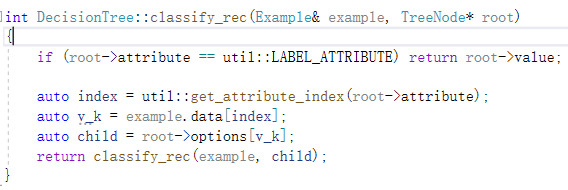 int DecisionTree::classify_rec(Example& example, TreeNode* root)
{
    if (root->attribute == util::LABEL_ATTRIBUTE) return root->value;

    auto index = util::get_attribute_index(root->attribute);
    auto v_k = example.data[index];
    auto child = root->options[v_k];
    return classify_rec(example, child);
}